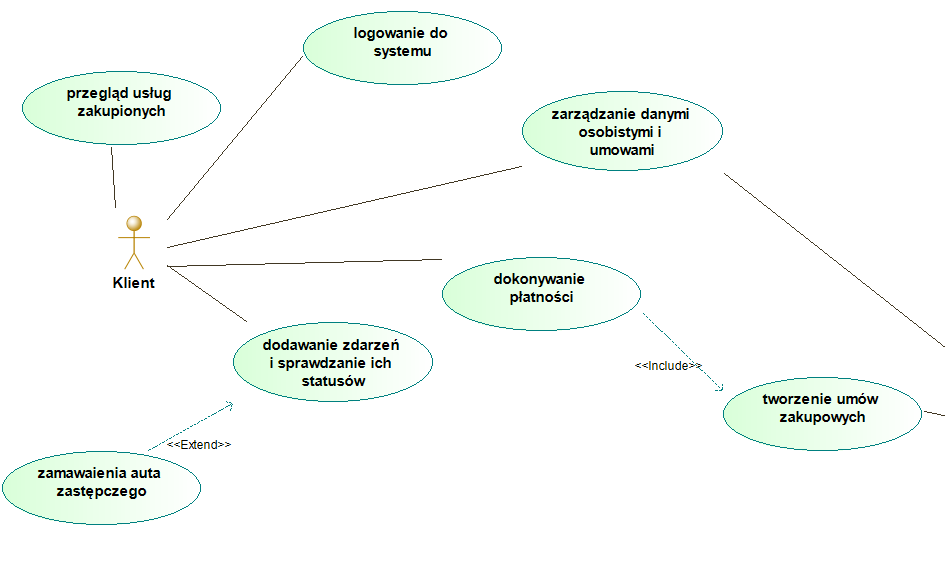 logowanie do
systemu
przegląd usług
zakupionych
zarządzanie danymi
osobistymi i
umowami
Klient
dokonywanie
płatności
dodawanie zdarzeń
i sprawdzanie ich
statusów
<<Include>>
tworzenie umów
zakupowych
<<Extend>>
zamawaienia auta
zastępczego